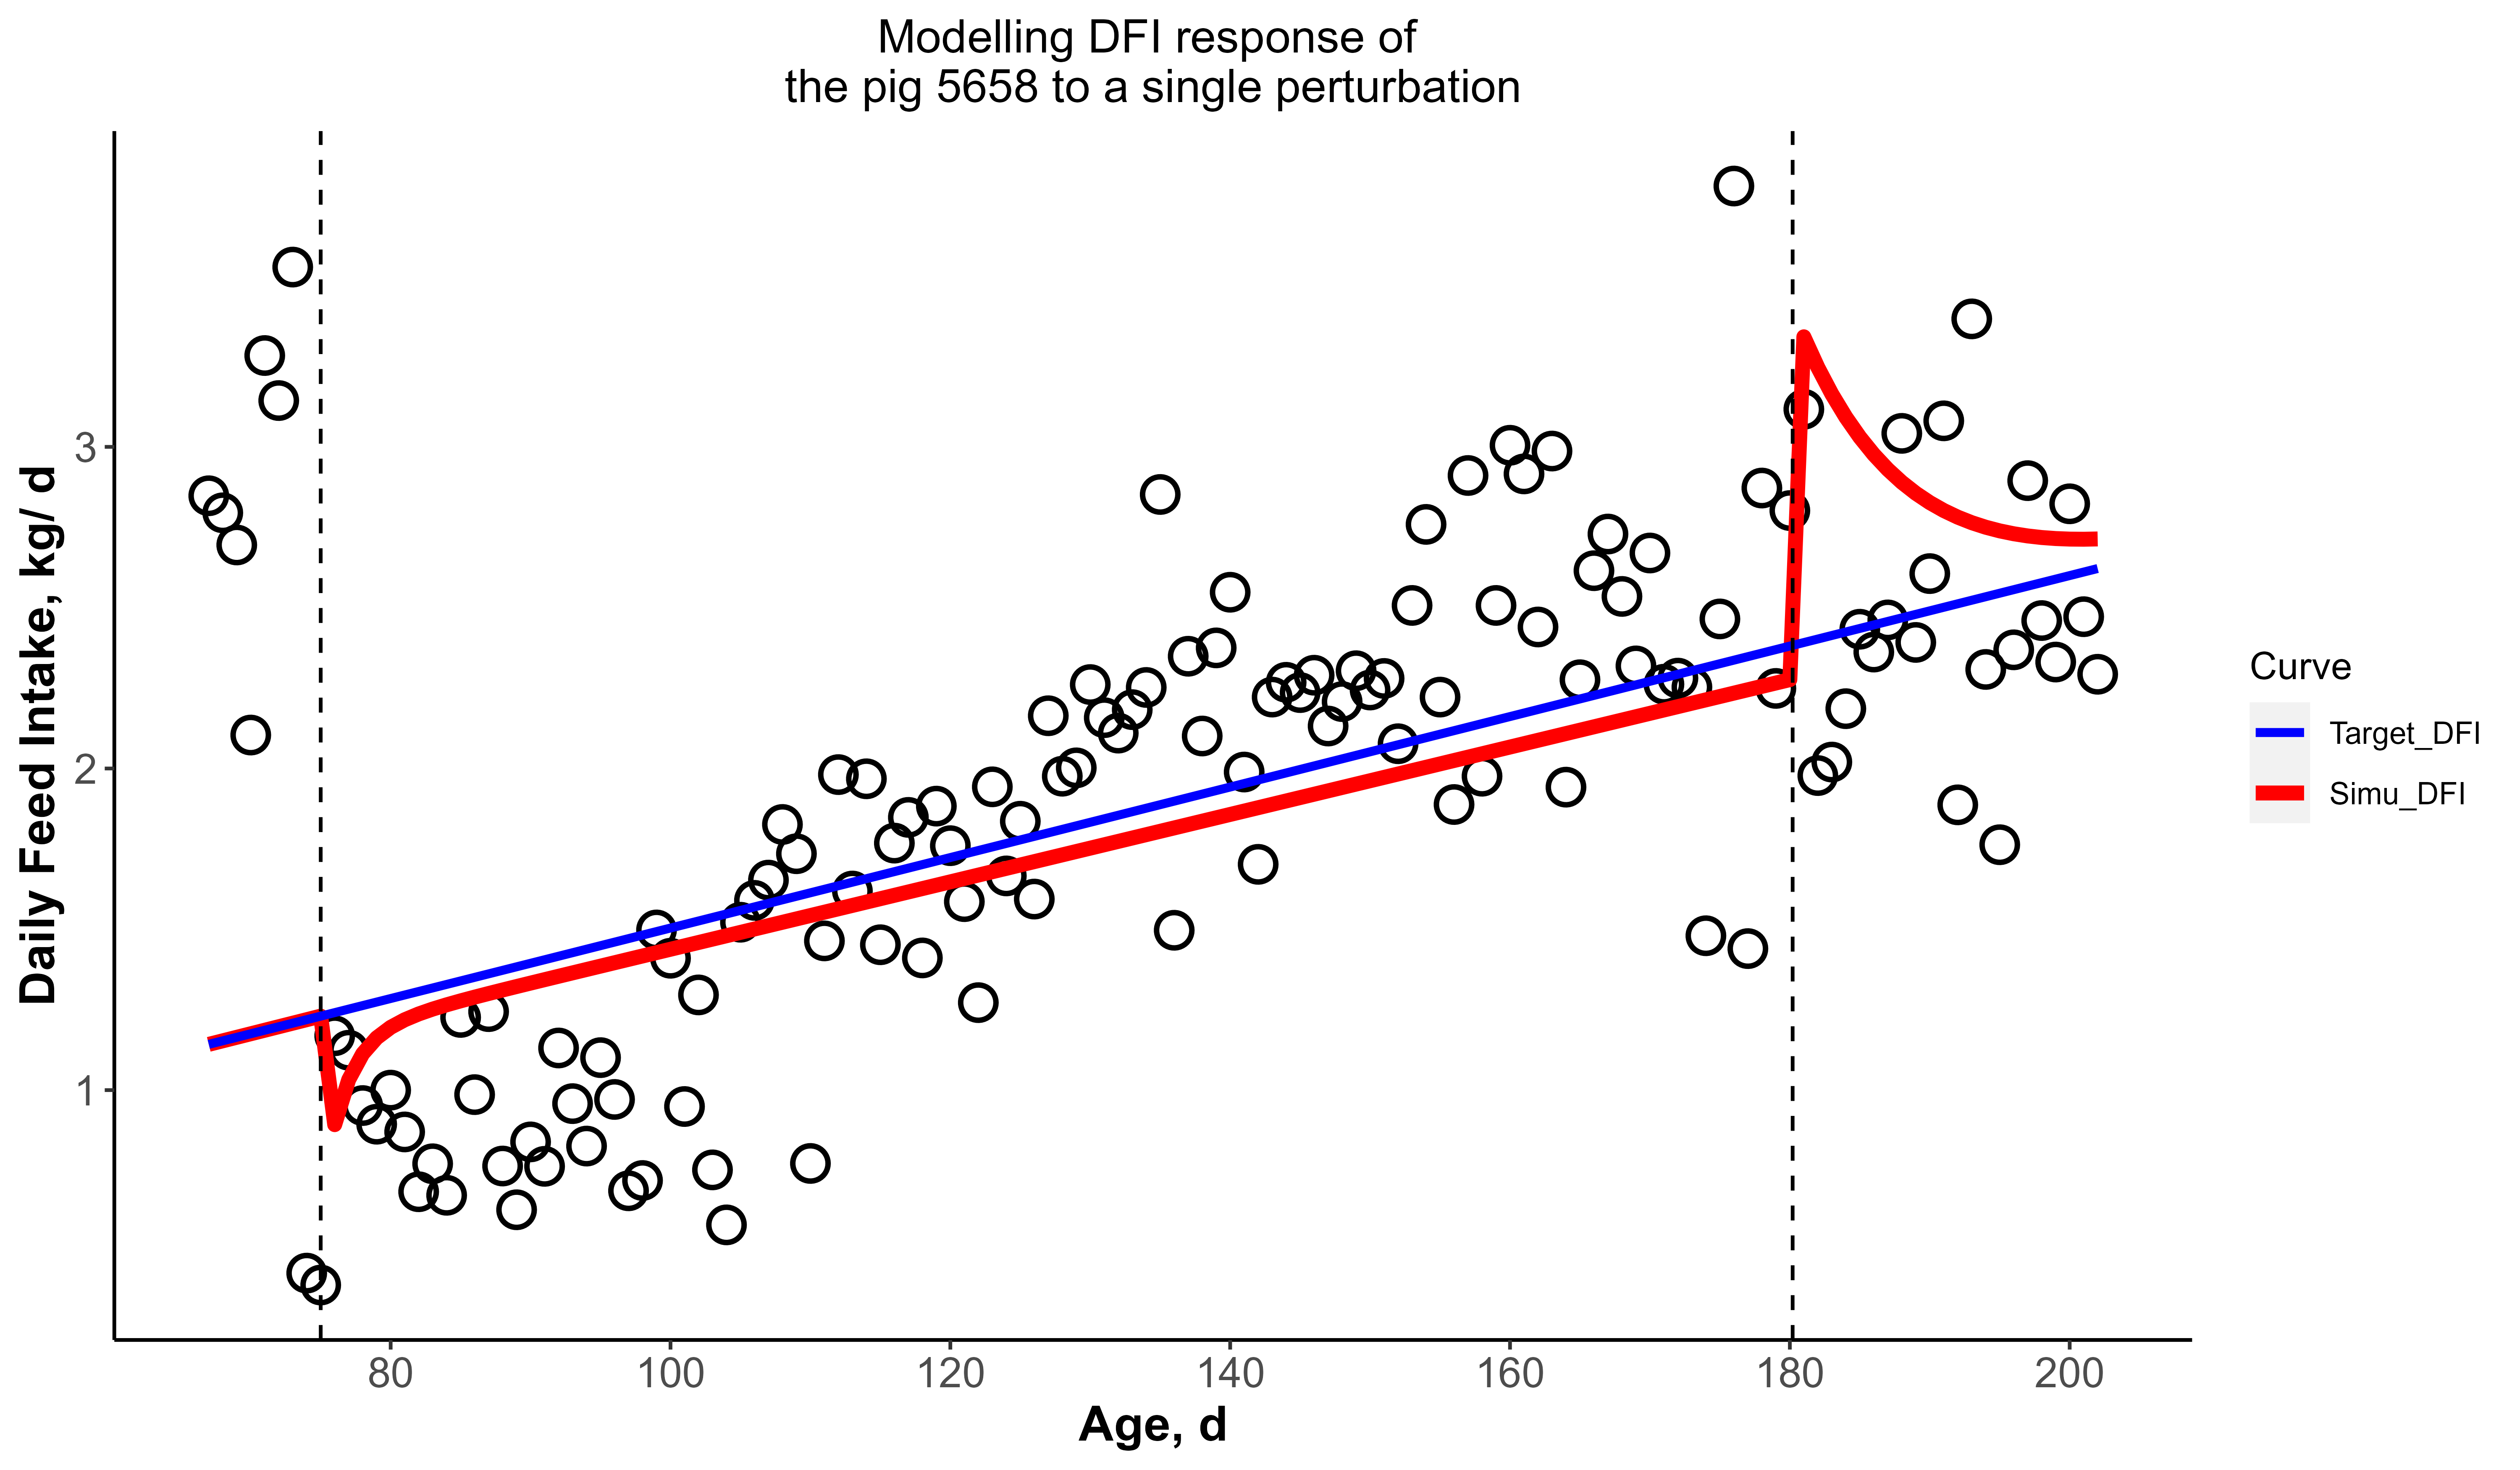 Modelling DFI response of
the pig 5658 to a single perturbation
Daily Feed Intake, kg/ d
3
2
1
80 100 120 140 160 180 200
Age, d
Curve
Target_DFI
Simu_DFI